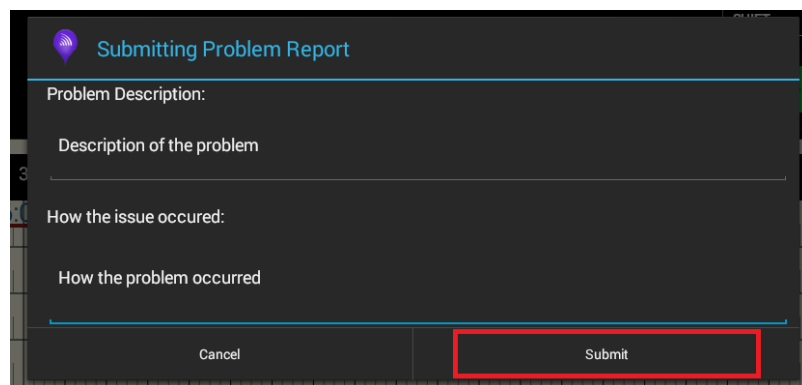 Submitting Problem Report
Problem Description:
Description of the problem
3
How the issue occured:
How the problem occurred
Cancel
Submit